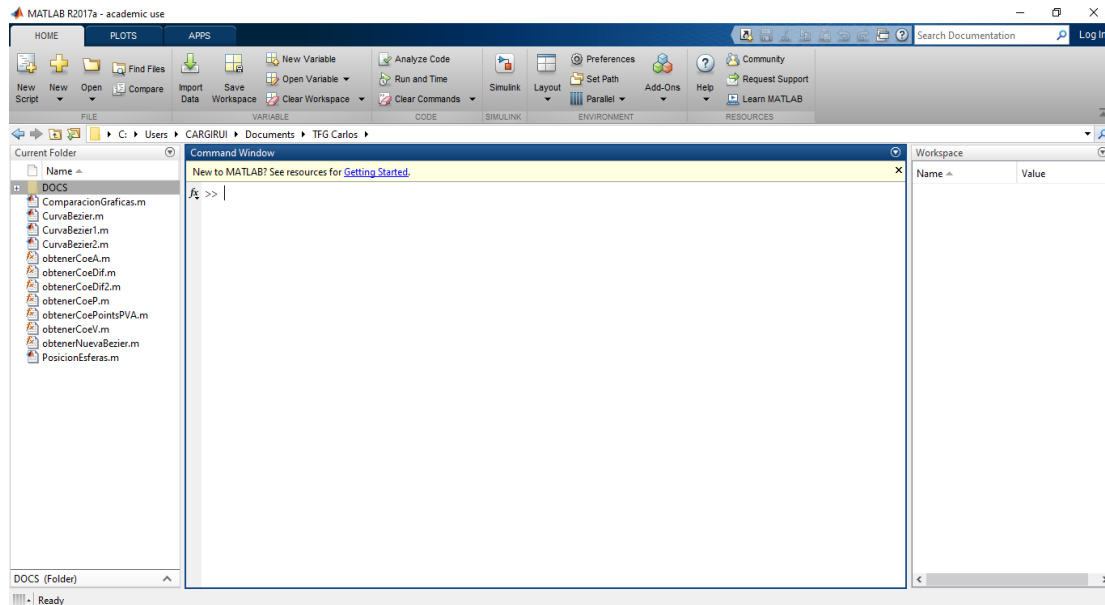 MATLAB R2017a - academic use
HOME PLOTS APPS
Search Documentation Log In
New Script New Open Find Files Compare
FILE
Import Data Save Workspace New Variable Open Variable Clear Workspace
VARIABLE
Analyze Code Run and Time Clear Commands
CODE
Simulink
SIMULINK
Layout Preferences Set Path Parallel Add-Ons
ENVIRONMENT
Help Community Request Support Learn MATLAB
RESOURCES
C: Users CARGIRUI Documents TFG Carlos
Current Folder
Name
DOCS
ComparacionGraficas.m
CurvaBezier.m
CurvaBezier1.m
CurvaBezier2.m
obtenerCoeA.m
obtenerCoeDif.m
obtenerCoeDif2.m
obtenerCoeP.m
obtenerCoePointsPVA.m
obtenerCoeV.m
obtenerNuevaBezier.m
PosicionEsferas.m
DOCS (Folder)
Command Window
New to MATLAB? See resources for Getting Started.
fx >>
Workspace
Name Value
Ready